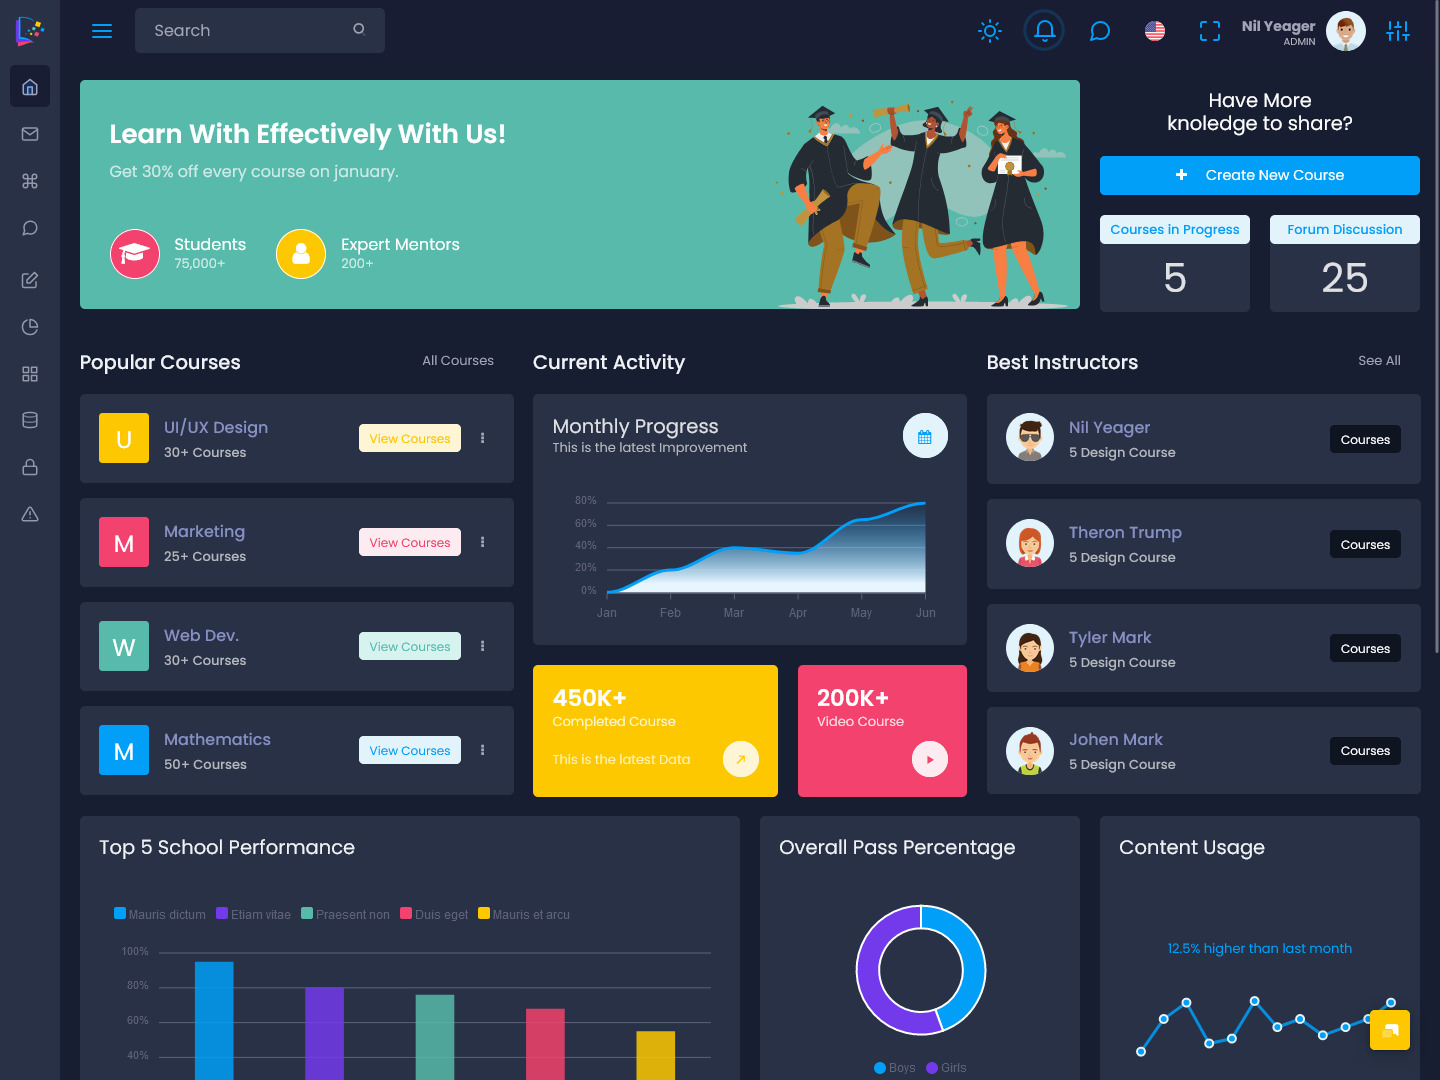 Search
Nil Yeager
ADMIN
Learn With Effectively With Us!
Get 30% off every course on january.
Students
75,000+
Expert Mentors
200+
Have More
knoledge to share?
Create New Course
Courses in Progress
5
Forum Discussion
25
Popular Courses
All Courses
U
UI/UX Design
30+ Courses
View Courses
M
Marketing
25+ Courses
View Courses
W
Web Dev.
30+ Courses
View Courses
M
Mathematics
50+ Courses
View Courses
Current Activity
Monthly Progress
This is the latest Improvement
80%
60%
40%
20%
0%
Jan Feb Mar Apr May Jun
450K+
Completed Course
This is the latest Data
200K+
Video Course
Best Instructors
See All
Nil Yeager
5 Design Course
Courses
Theron Trump
5 Design Course
Courses
Tyler Mark
5 Design Course
Courses
Johen Mark
5 Design Course
Courses
Top 5 School Performance
Mauris dictum Etiam vitae Praesent non Duis eget Mauris et arcu
100%
80%
60%
40%
Overall Pass Percentage
Boys Girls
Content Usage
12.5% higher than last month